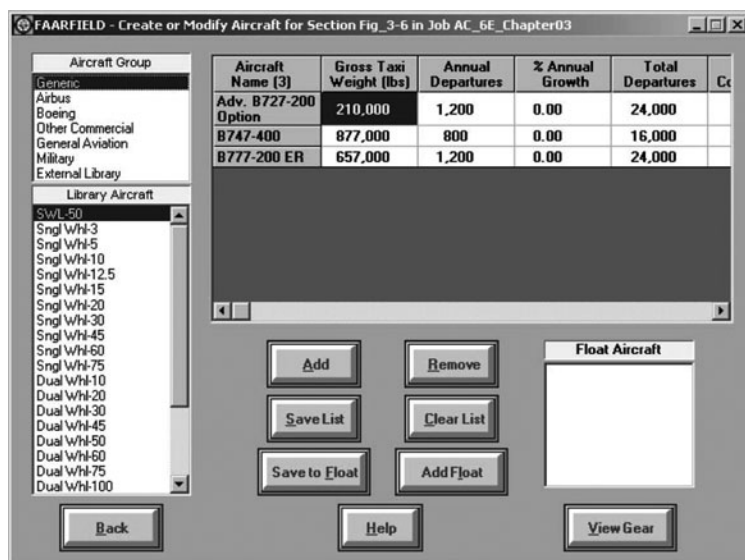 FAARFIELD - Create or Modify Aircraft for Section Fig_3-6 in Job AC_6E_Chapter03
Aircraft Group
Generic
Airbus
Boeing
Other Commercial
General Aviation
Military
External Library
Library Aircraft
SWL-50
Sngl Whl-3
Sngl Whl-5
Sngl Whl-10
Sngl Whl-12.5
Sngl Whl-15
Sngl Whl-20
Sngl Whl-30
Sngl Whl-45
Sngl Whl-60
Sngl Whl-75
Dual Whl-10
Dual Whl-20
Dual Whl-30
Dual Whl-45
Dual Whl-50
Dual Whl-60
Dual Whl-75
Dual Whl-100
Aircraft Name (3) Gross Taxi Weight (lbs) Annual Departures % Annual Growth Total Departures Co
Adv. B727-200 Option 210,000 1,200 0.00 24,000
B747-400 877,000 800 0.00 16,000
B777-200 ER 657,000 1,200 0.00 24,000
Add
Remove
Save List
Clear List
Save to Float
Add Float
Float Aircraft
Back
Help
View Gear